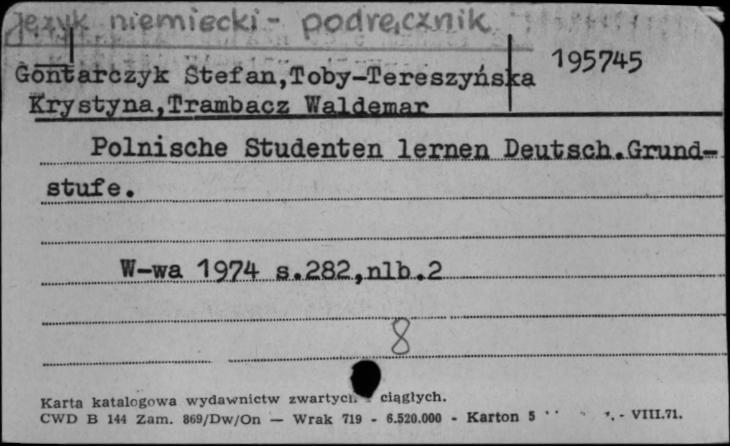 język niemiecki - podręcznik
195745
Gontarczyk Stefan,Toby-Tereszyńska
Krystyna,Trambacz Waldemar
Polnische Studenten lernen Deutsch.Grund-
stufe.
W-wa 1974 s.282,nlb.2
8
Karta katalogowa wydawnictw zwartych ciągłych.
CWD B 144 Zam. 869/Dw/On — Wrak 719 - 6.520.000 - Karton 5 - VIII.71.